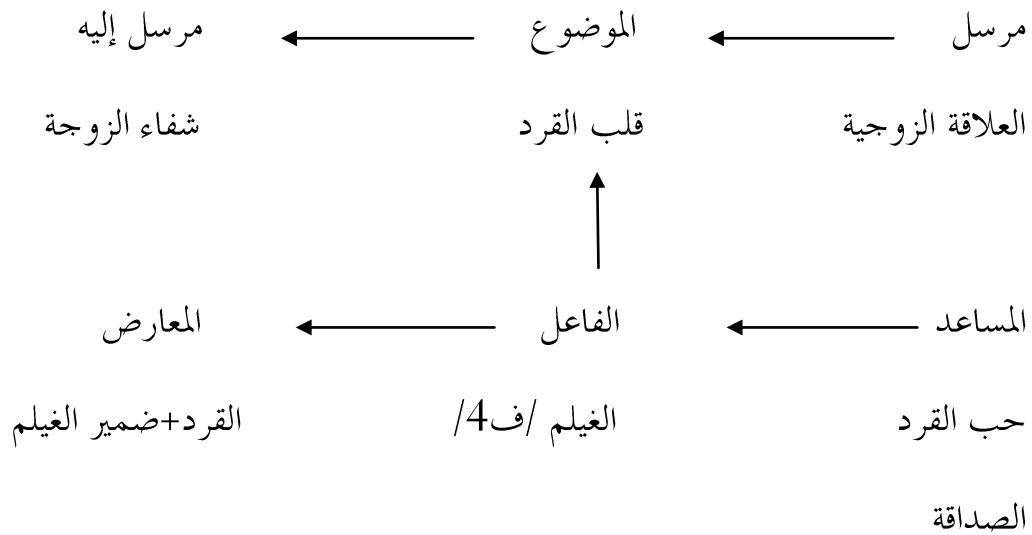 مرسل الموضوع مرسل إليه
العلاقة الزوجية قلب القرد شفاء الزوجة
المساعد الفاعل المعارض
حب القرد الغيلم /ف4/ القرد+ضمير الغيلم
الصداقة